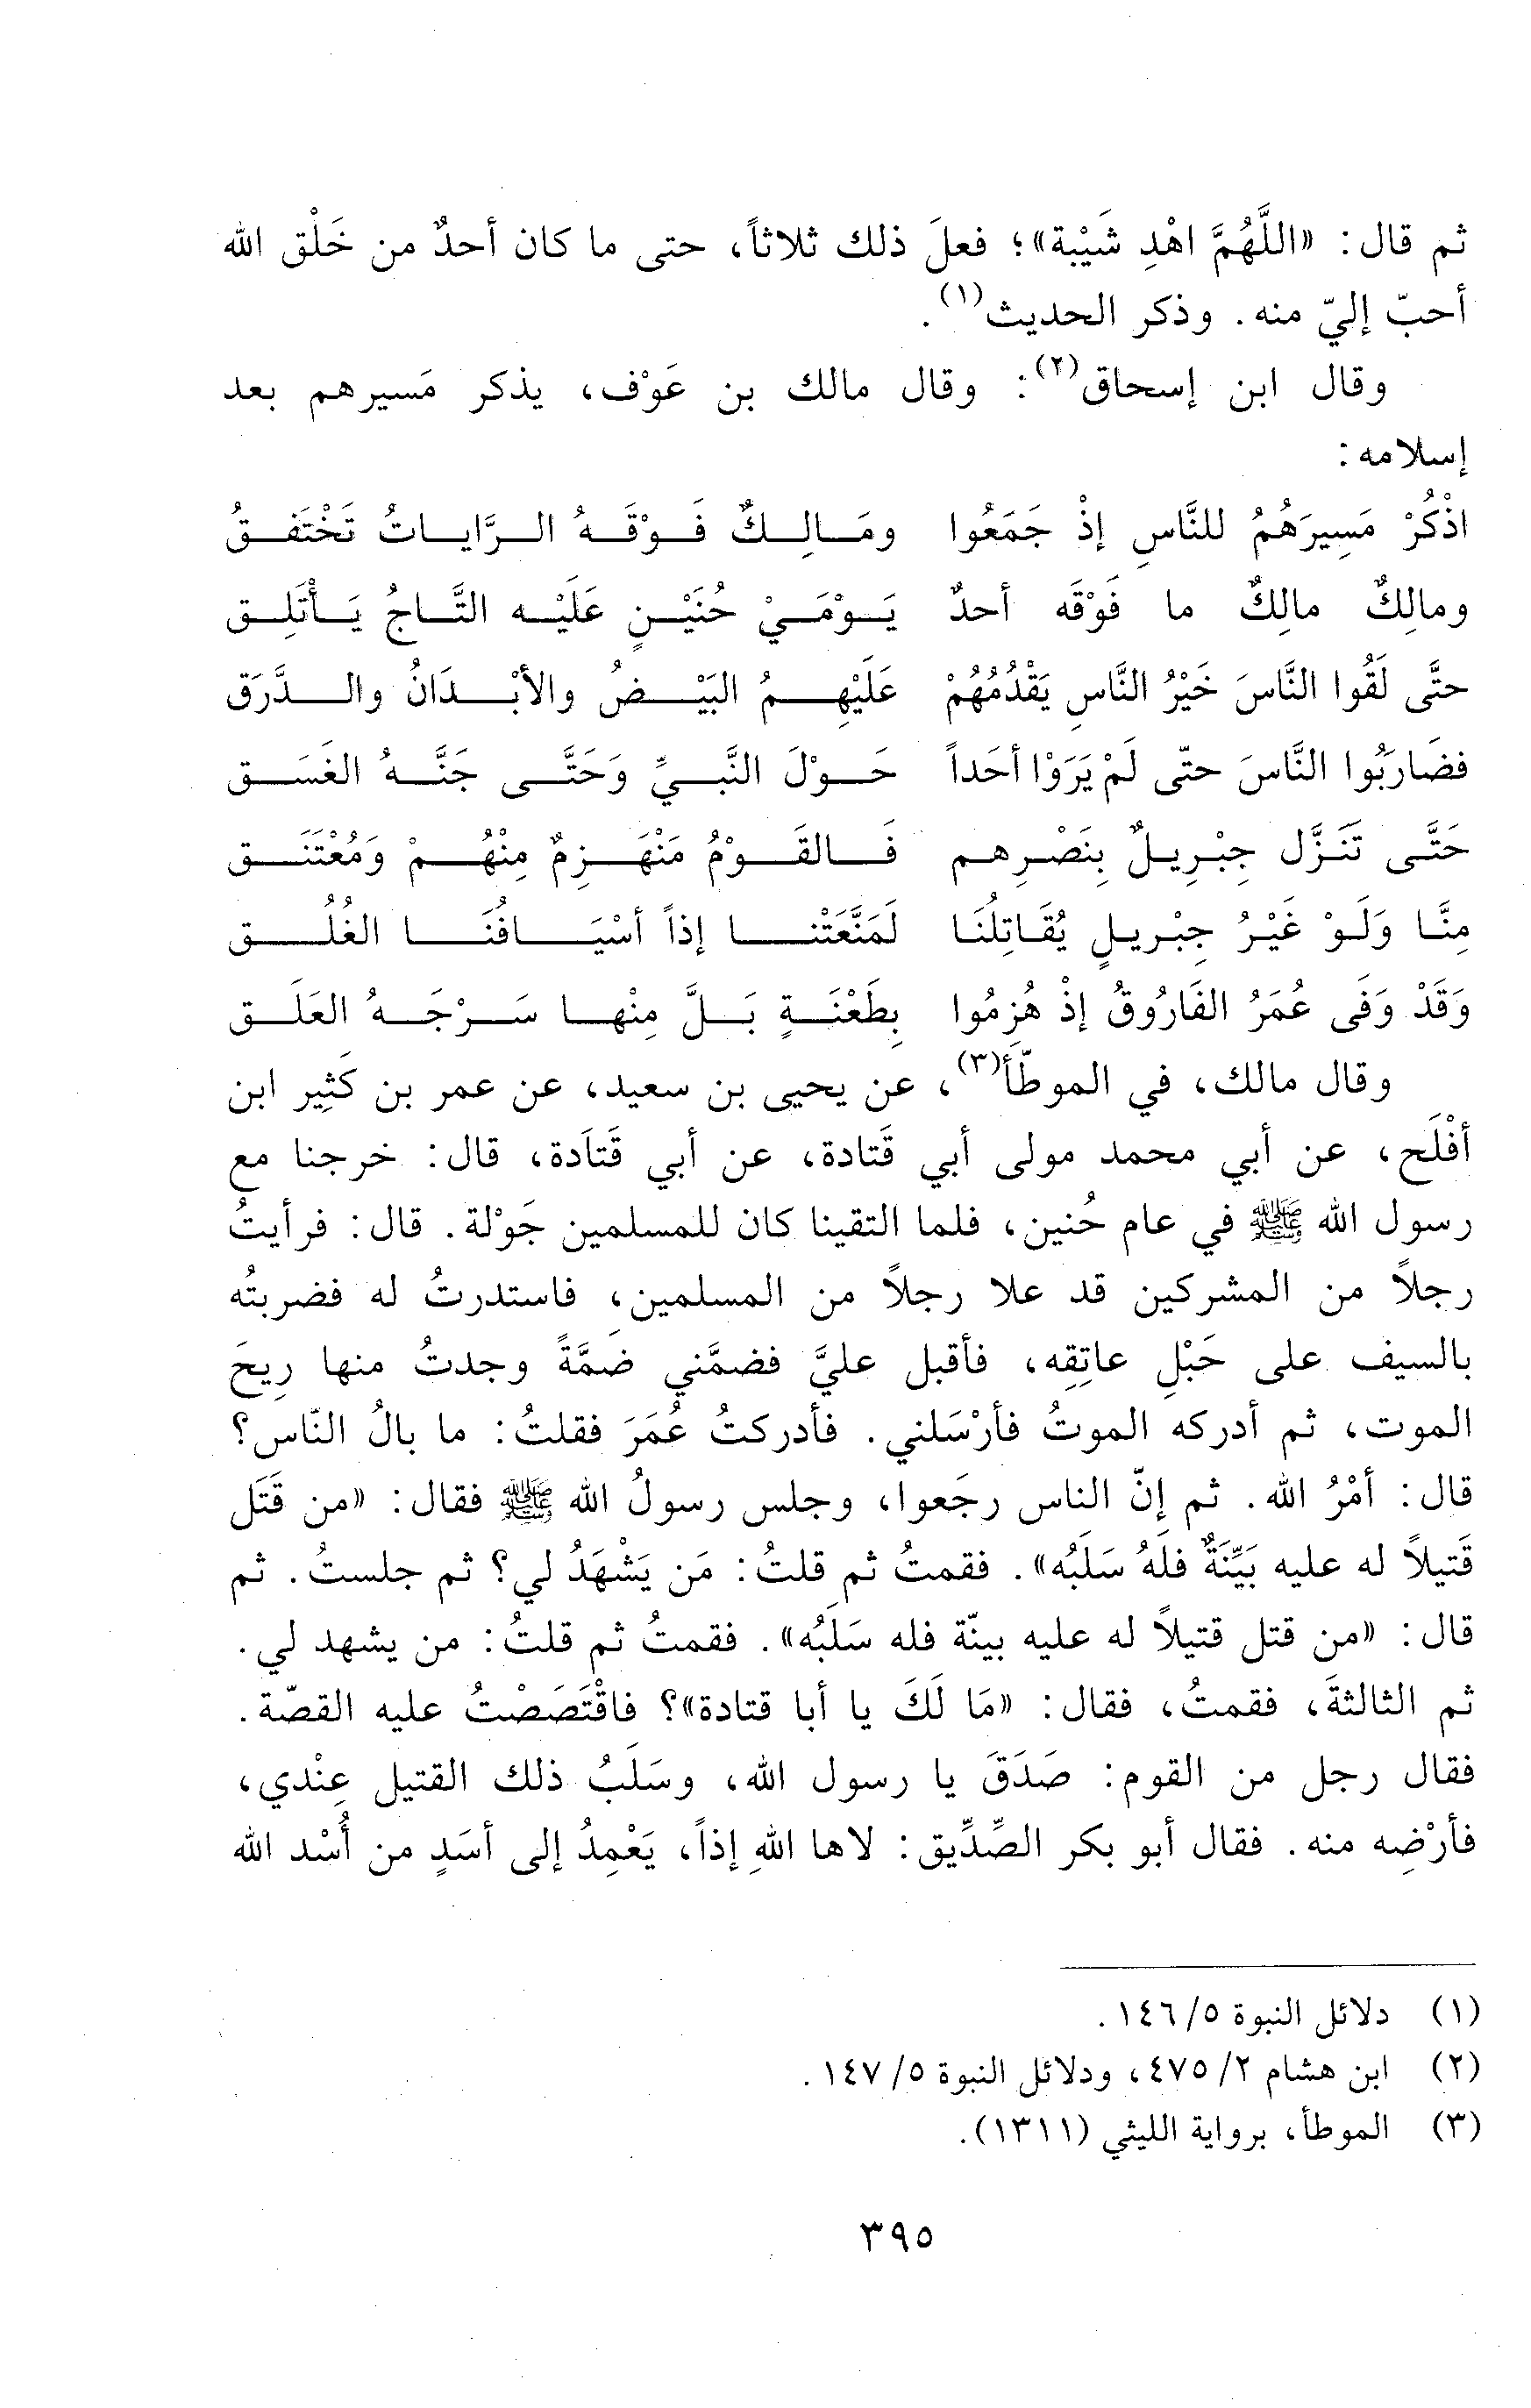 ثم قال: «اللَّهُمَّ اهْدِ شَيْبة»؛ فعلَ ذلك ثلاثاً، حتى ما كان أحدٌ من خَلْق الله
أحبّ إليّ منه. وذكر الحديث(١).
وقال ابن إسحاق(٢): وقال مالك بن عَوْف، يذكر مَسيرهم بعد
إسلامه:
اذْكُرْ مَسِيرَهُمُ للنَّاسِ إذْ جَمَعُوا ومَالِكٌ فَوْقَهُ الرَّاياتُ تَخْتَفقُ
ومالِكٌ مالِكٌ ما فَوْقَه أحدٌ يَوْمَيْ حُنَيْنٍ عَلَيْه التَّاجُ يَأْتَلِق
حتَّى لَقُوا النَّاسَ خَيْرُ النَّاسِ يَقْدُمُهُمْ عَلَيْهِمُ البَيْضُ والأبْدَانُ والدَّرَق
فضَارَبُوا النَّاسَ حتّى لَمْ يَرَوْا أحَداً حَوْلَ النَّبيِّ وَحَتَّى جَنَّهُ الغَسَق
حَتَّى تَنَزَّل جِبْرِيلٌ بِنَصْرِهم فَالقَوْمُ مَنْهَزِمٌ مِنْهُمْ وَمُعْتَنَق
مِنَّا وَلَوْ غَيْرُ جِبْريلٍ يُقَاتِلُنَا لَمَنَّعَتْنا إذاً أسْيَافُنَا الغُلُق
وَقَدْ وَفَى عُمَرُ الفَارُوقُ إذْ هُزِمُوا بِطَعْنَةٍ بَلَّ مِنْها سَرْجَهُ العَلَق
وقال مالك، في الموطّأ(٣)، عن يحيى بن سعيد، عن عمر بن كَثِير ابن
أفْلَح، عن أبي محمد مولى أبي قَتادة، عن أبي قَتاَدة، قال: خرجنا مع
رسول الله ﷺ في عام حُنين، فلما التقينا كان للمسلمين جَوْلة. قال: فرأيتُ
رجلاً من المشركين قد علا رجلاً من المسلمين، فاستدرتُ له فضربتُه
بالسيف على حَبْلِ عاتِقِه، فأقبل عليَّ فضمَّني ضَمَّةً وجدتُ منها رِيحَ
الموت، ثم أدركه الموتُ فأرْسَلني. فأدركتُ عُمَرَ فقلتُ: ما بالُ النّاس؟
قال: أمْرُ الله. ثم إنّ الناس رجَعوا، وجلس رسولُ الله ﷺ فقال: «من قَتَل
قَتيلاً له عليه بَيِّنَةٌ فلَهُ سَلَبُه». فقمتُ ثم قلتُ: مَن يَشْهَدُ لي؟ ثم جلستُ. ثم
قال: «من قتل قتيلاً له عليه بينّة فله سَلَبُه». فقمتُ ثم قلتُ: من يشهد لي.
ثم الثالثةَ، فقمتُ، فقال: «مَا لَكَ يا أبا قتادة»؟ فاقْتَصَصْتُ عليه القصّة.
فقال رجل من القوم: صَدَقَ يا رسول الله، وسَلَبُ ذلك القتيل عِنْدي،
فأرْضِه منه. فقال أبو بكر الصِّدِّيق: لاها اللهِ إذاً، يَعْمِدُ إلى أسَدٍ من أُسْد الله
(١) دلائل النبوة ٥/ ١٤٦.
(٢) ابن هشام ٢/ ٤٧٥، ودلائل النبوة ٥/ ١٤٧.
(٣) الموطأ، برواية الليثي (١٣١١).
٣٩٥